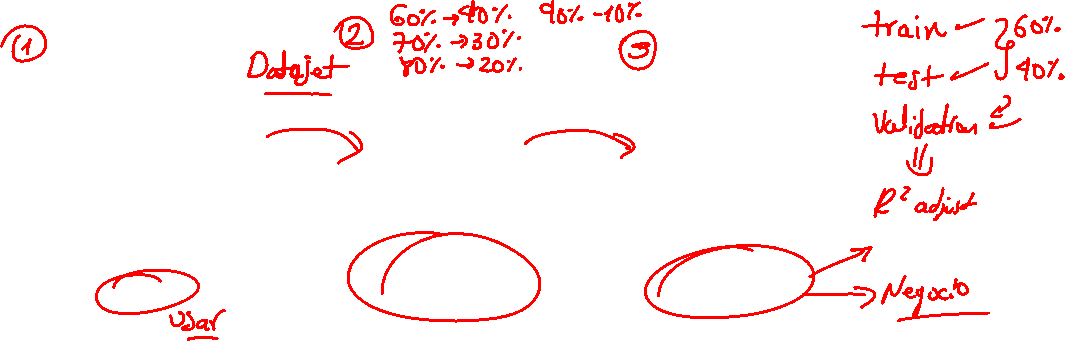 1
2
60% → 40%
90% - 10%
70% → 30%
80% → 20%
3
Dataset
train
60%
test
40%
Validation
R² adjust
usar
Negocio